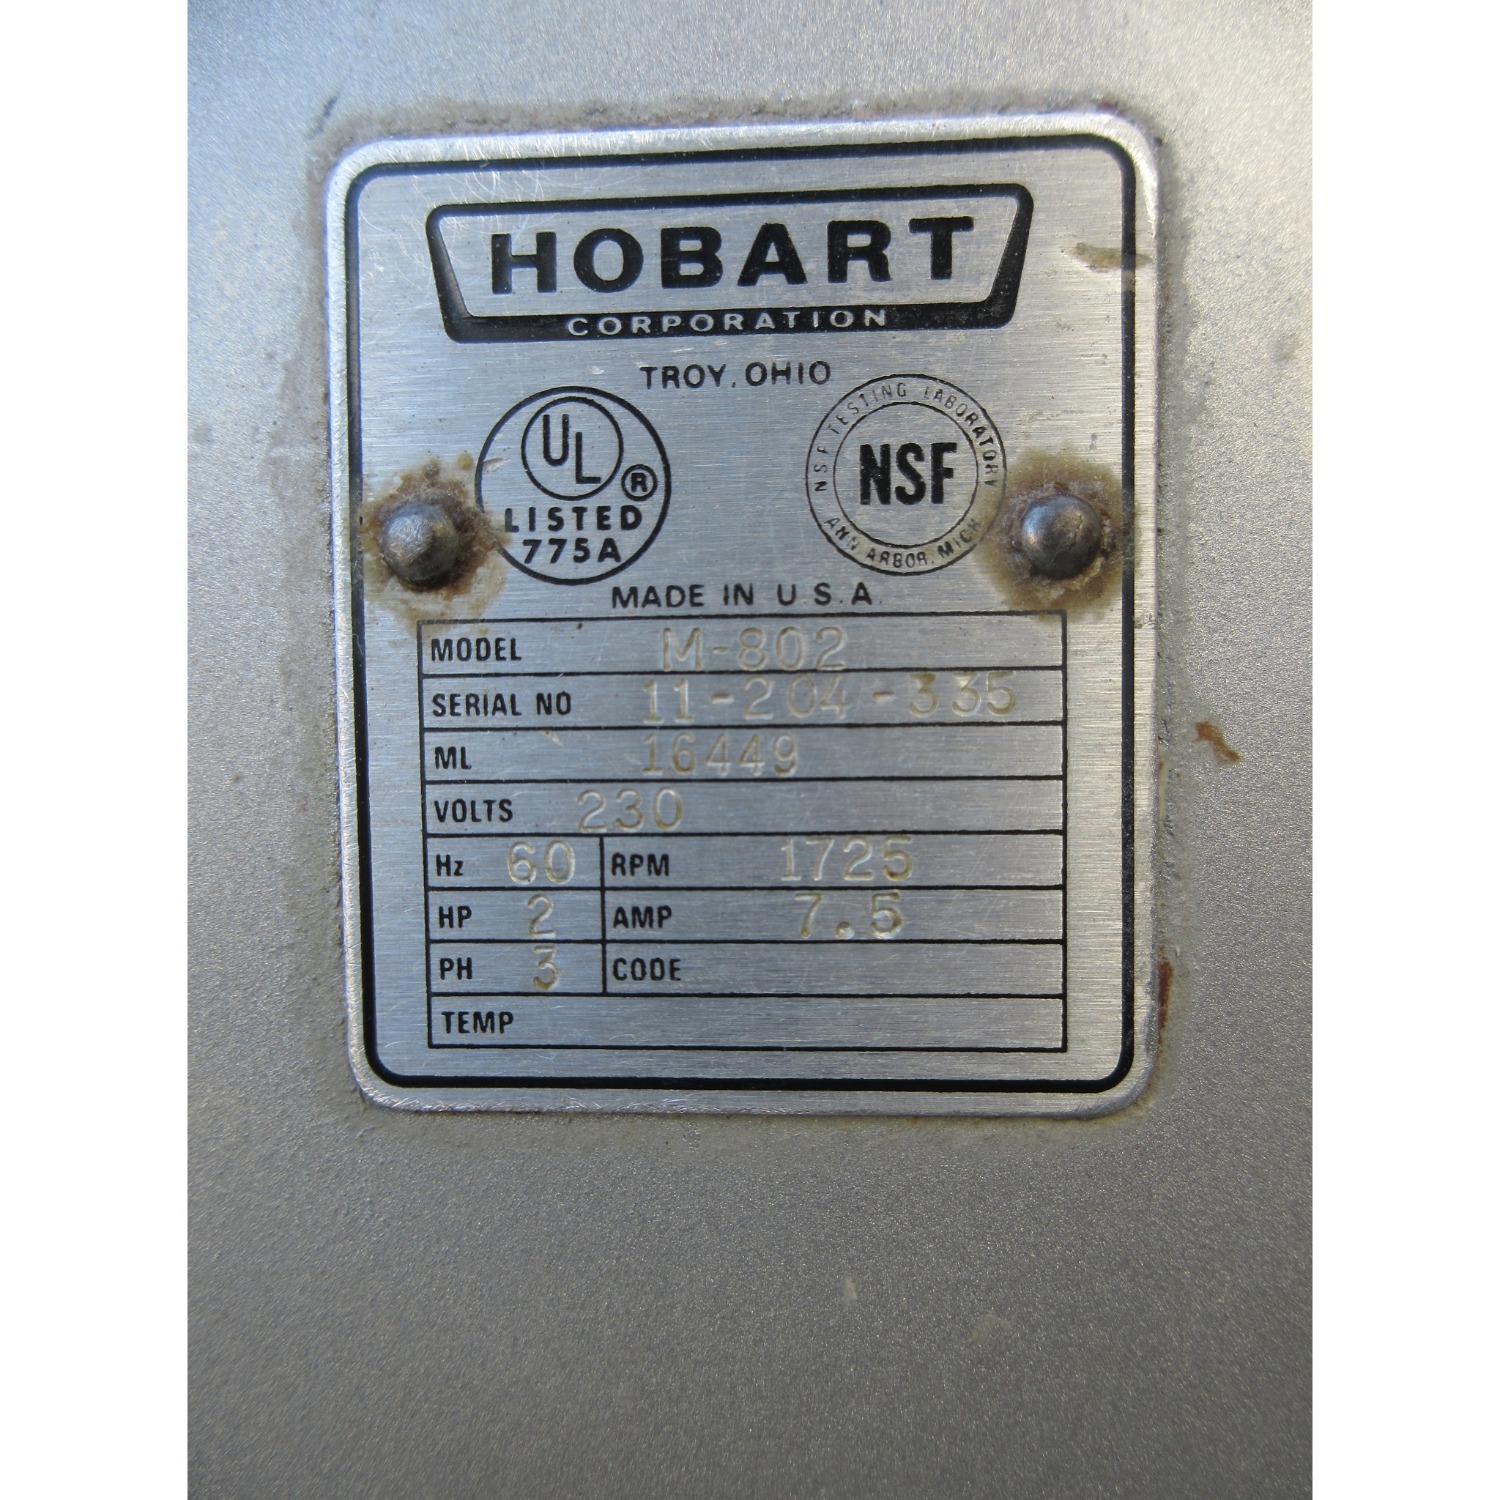 HOBART
CORPORATION
TROY, OHIO
UL ®
LISTED
775A
NSF TESTING LABORATORY
NSF
ANN ARBOR, MICH
MADE IN U.S.A.
MODEL M-802
SERIAL NO 11-204-335
ML 16449
VOLTS 230
Hz 60 RPM 1725
HP 2 AMP 7.5
PH 3 CODE
TEMP